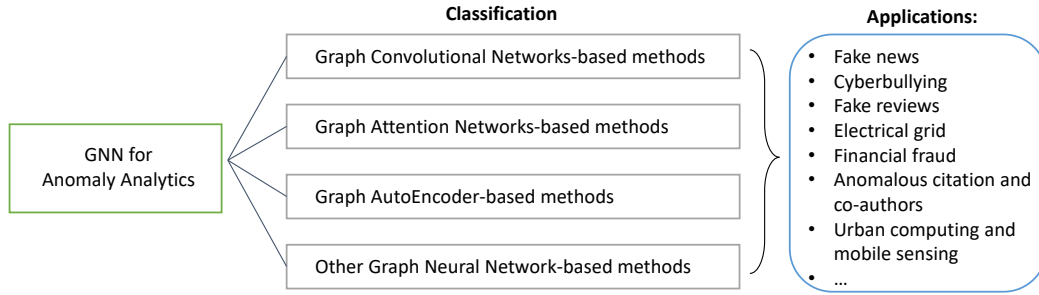 Classification
Applications:
GNN for
Anomaly Analytics
Graph Convolutional Networks-based methods
Graph Attention Networks-based methods
Graph AutoEncoder-based methods
Other Graph Neural Network-based methods
• Fake news
• Cyberbullying
• Fake reviews
• Electrical grid
• Financial fraud
• Anomalous citation and
co-authors
• Urban computing and
mobile sensing
• ...